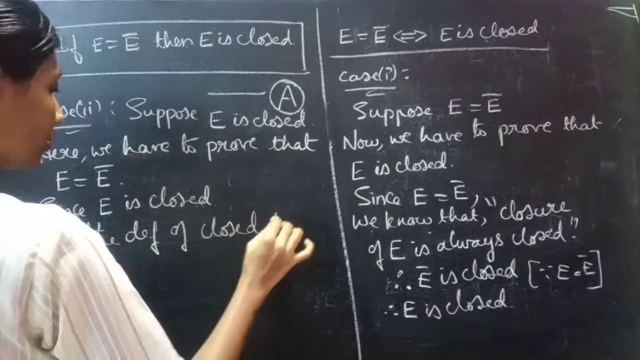 If E = E̅ then E is closed
A
case(ii) : Suppose E is closed.
we have to prove that
E = E̅.
E is closed
def of closed
E = E̅ ⇔ E is closed
case(i) :
Suppose E = E̅
Now, we have to prove that
E is closed.
Since E = E̅,
we know that, "closure
of E is always closed".
∴ E̅ is closed [∵ E = E̅]
∴ E is closed